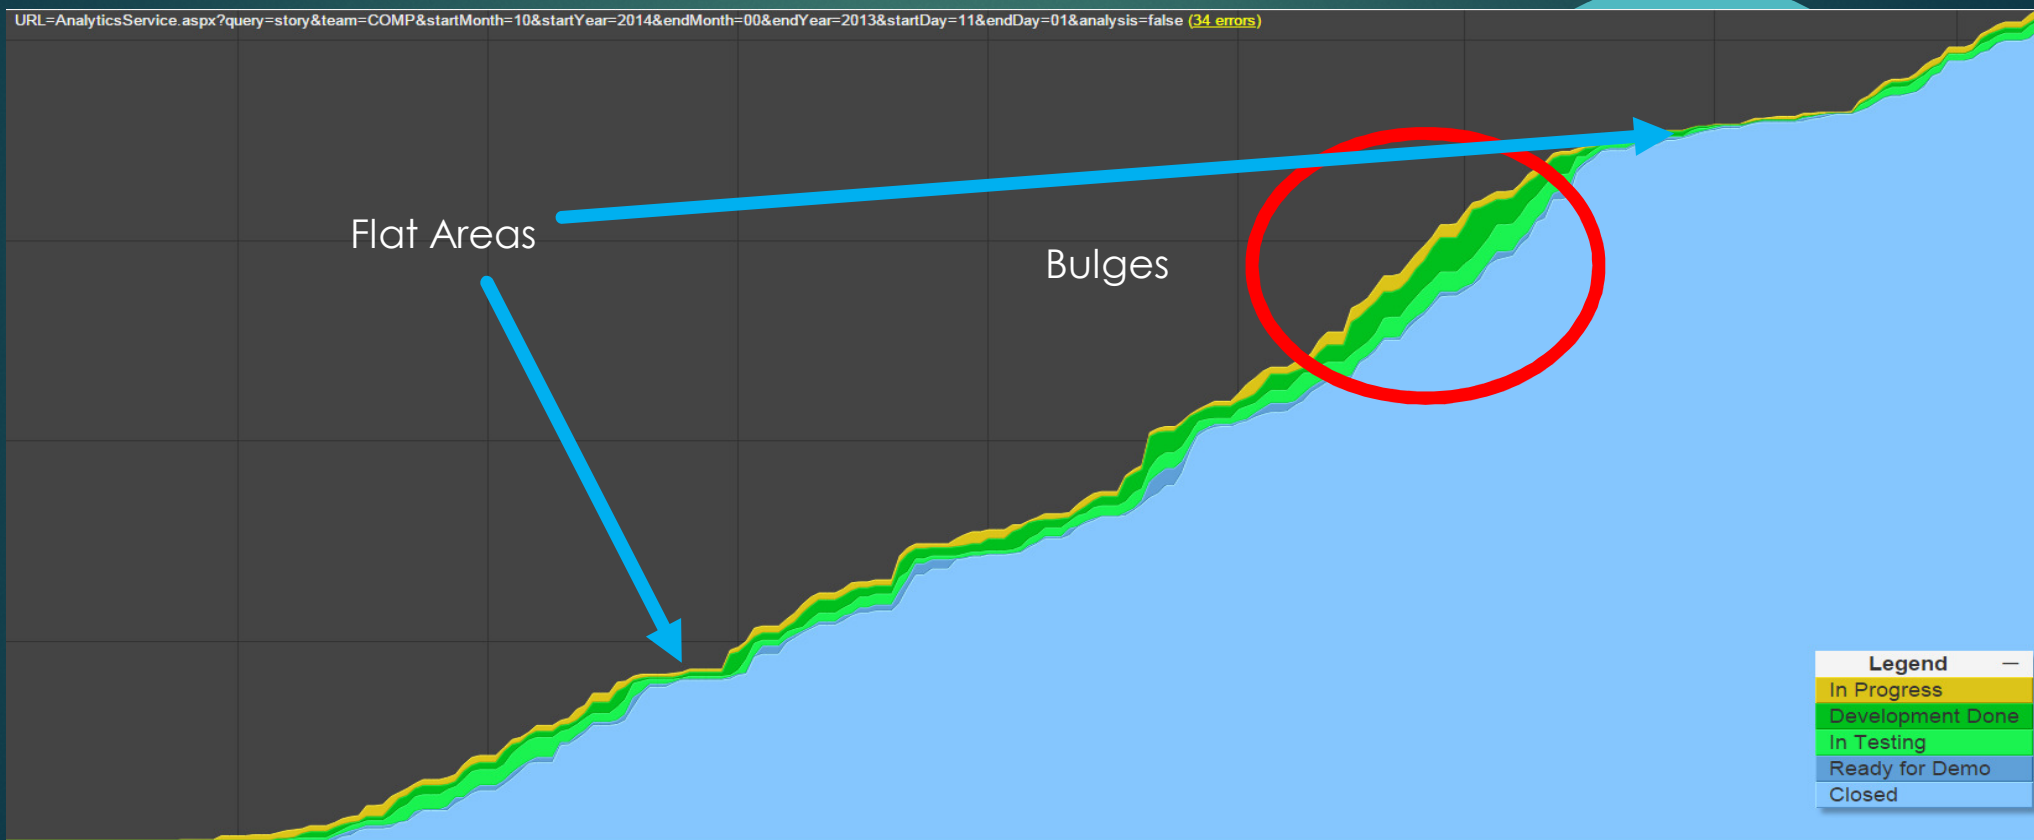 URL=AnalyticsService.aspx?query=story&team=COMP&startMonth=10&startYear=2014&endMonth=00&endYear=2013&startDay=11&endDay=01&analysis=false (34 errors)
Flat Areas
Bulges
Legend —
In Progress
Development Done
In Testing
Ready for Demo
Closed